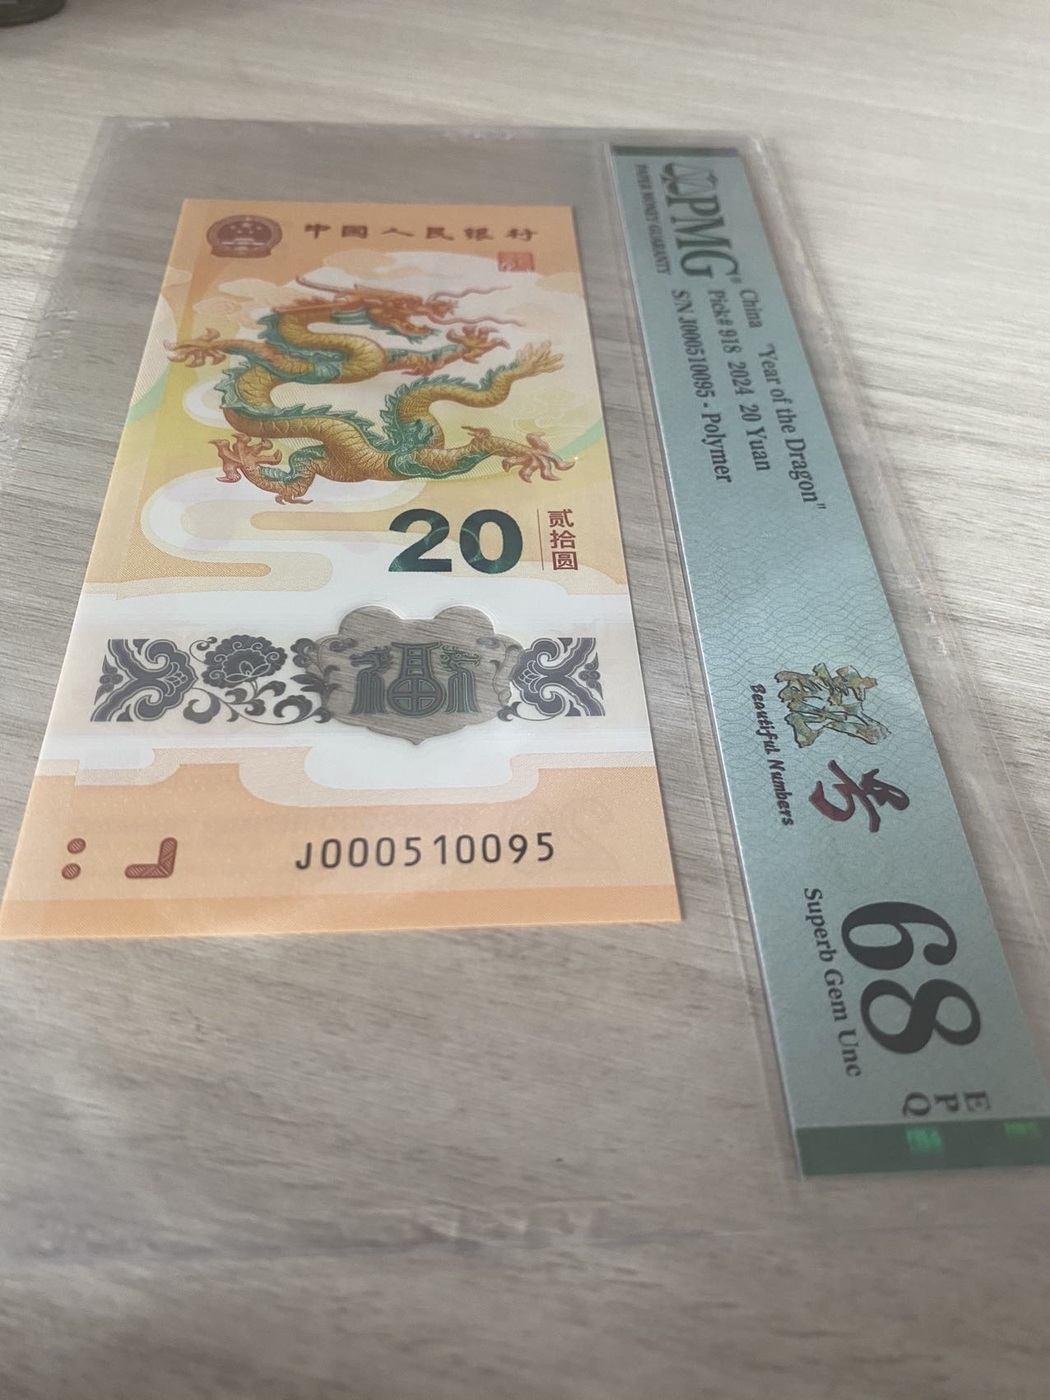 中国人民银行
20
贰拾圆
J000510095
PMG
PAPER MONEY GUARANTY
China "Year of the Dragon"
Pick# 918 2024 20 Yuan
S/N J000510095 - Polymer
靓号
Beautiful Numbers
68
Superb Gem Unc
EPQ